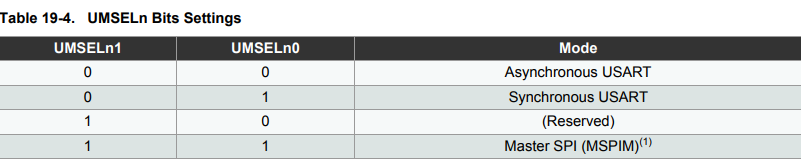 Table 19-4. UMSELn Bits Settings
UMSELn1 UMSELn0 Mode
0 0 Asynchronous USART
0 1 Synchronous USART
1 0 (Reserved)
1 1 Master SPI (MSPIM)(1)